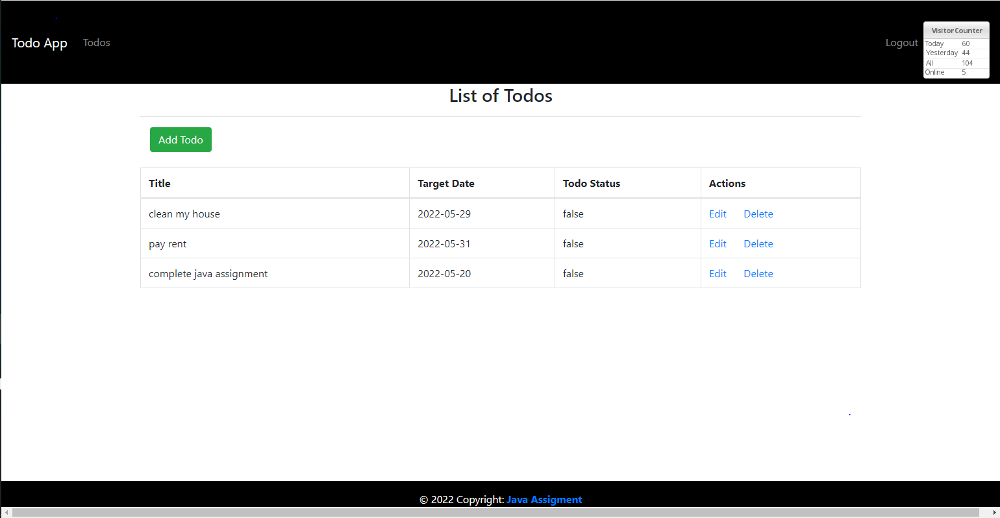 Todo App Todos Logout
VisitorCounter
Today 60
Yesterday 44
All 104
Online 5
List of Todos
Add Todo
Title Target Date Todo Status Actions
clean my house 2022-05-29 false Edit Delete
pay rent 2022-05-31 false Edit Delete
complete java assignment 2022-05-20 false Edit Delete
© 2022 Copyright: Java Assigment